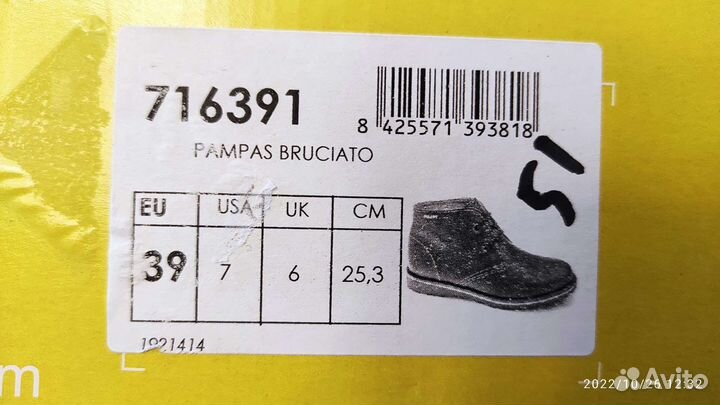 716391
8 425571 393818
PAMPAS BRUCIATO
51
EU USA UK CM
39 7 6 25,3
1921414
m
Avito
2022/10/26 12:32